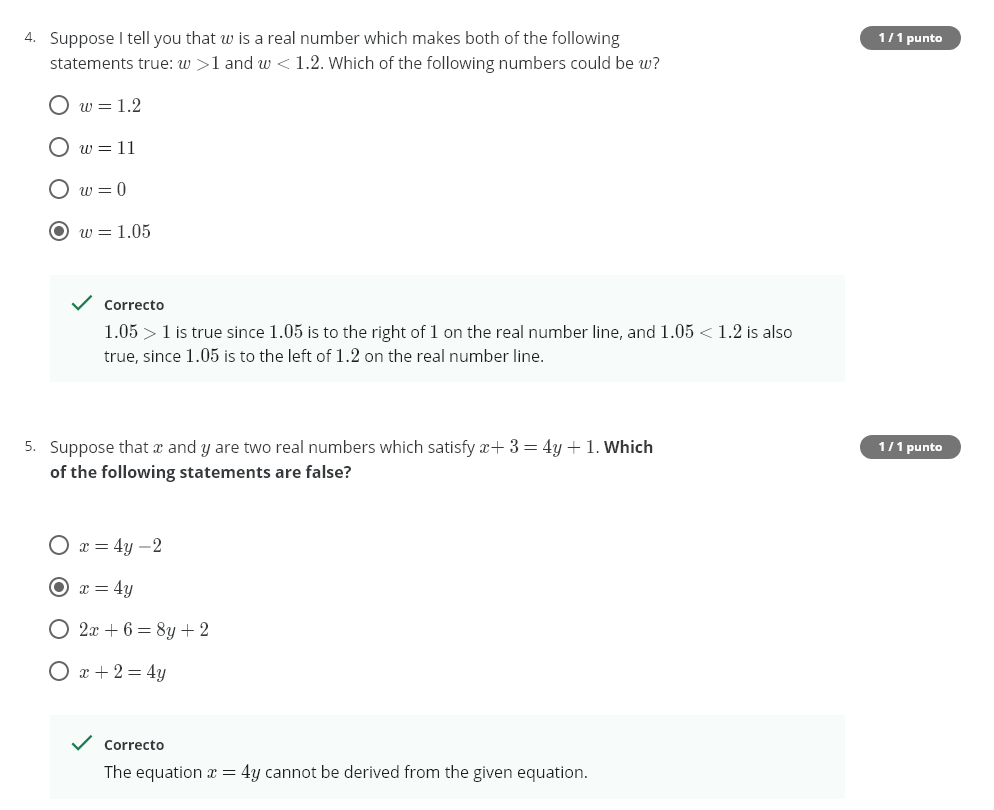 4. Suppose I tell you that w is a real number which makes both of the following
1 / 1 punto
statements true: w >1 and w < 1.2. Which of the following numbers could be w?
w = 1.2
w = 11
w = 0
w = 1.05
Correcto
1.05 > 1 is true since 1.05 is to the right of 1 on the real number line, and 1.05 < 1.2 is also
true, since 1.05 is to the left of 1.2 on the real number line.
5. Suppose that x and y are two real numbers which satisfy x+ 3 = 4y + 1. Which
1 / 1 punto
of the following statements are false?
x = 4y −2
x = 4y
2x + 6 = 8y + 2
x + 2 = 4y
Correcto
The equation x = 4y cannot be derived from the given equation.